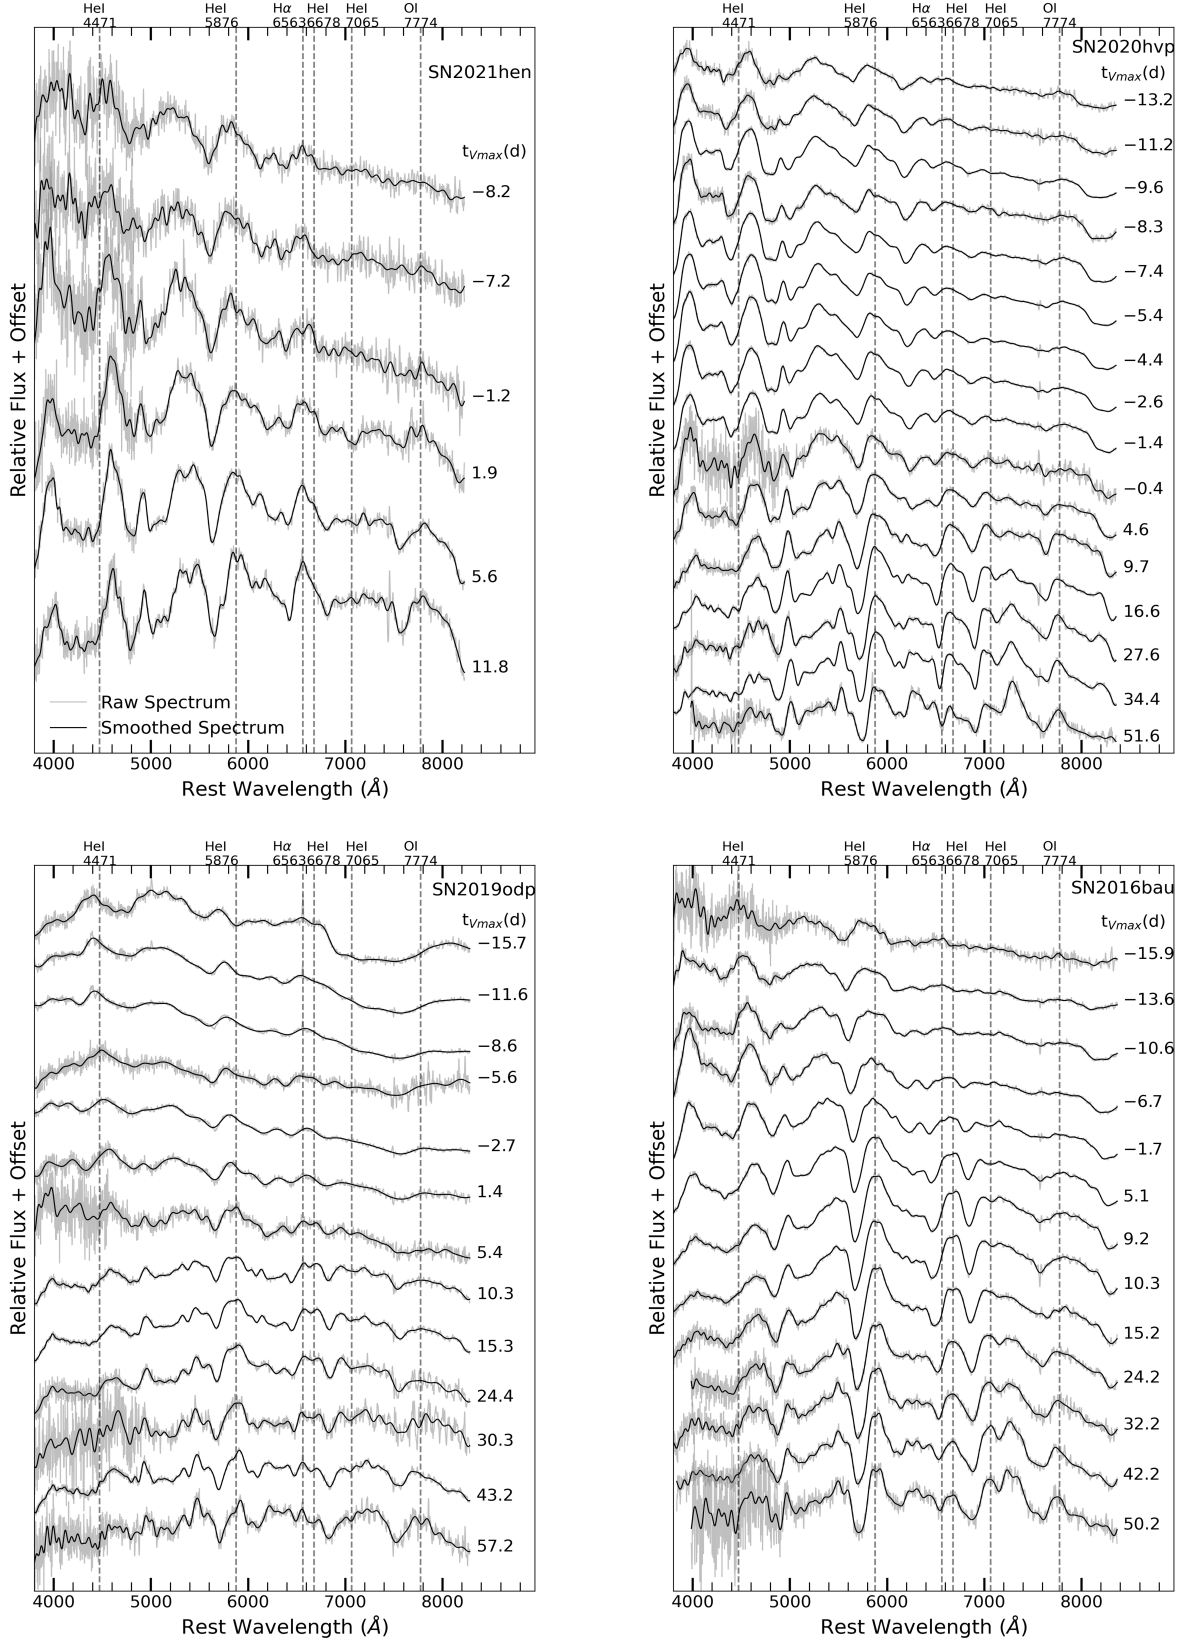 HeI HeI Hα HeI HeI OI
4471 5876 6563 6678 7065 7774
SN2021hen
tVmax(d)
−8.2
−7.2
−1.2
1.9
5.6
11.8
Raw Spectrum
Smoothed Spectrum
Relative Flux + Offset
4000 5000 6000 7000 8000
Rest Wavelength (Å)
HeI HeI Hα HeI HeI OI
4471 5876 6563 6678 7065 7774
SN2020hvp
tVmax(d)
−13.2
−11.2
−9.6
−8.3
−7.4
−5.4
−4.4
−2.6
−1.4
−0.4
4.6
9.7
16.6
27.6
34.4
51.6
Relative Flux + Offset
4000 5000 6000 7000 8000
Rest Wavelength (Å)
HeI HeI Hα HeI HeI OI
4471 5876 6563 6678 7065 7774
SN2019odp
tVmax(d)
−15.7
−11.6
−8.6
−5.6
−2.7
1.4
5.4
10.3
15.3
24.4
30.3
43.2
57.2
Relative Flux + Offset
4000 5000 6000 7000 8000
Rest Wavelength (Å)
HeI HeI Hα HeI HeI OI
4471 5876 6563 6678 7065 7774
SN2016bau
tVmax(d)
−15.9
−13.6
−10.6
−6.7
−1.7
5.1
9.2
10.3
15.2
24.2
32.2
42.2
50.2
Relative Flux + Offset
4000 5000 6000 7000 8000
Rest Wavelength (Å)